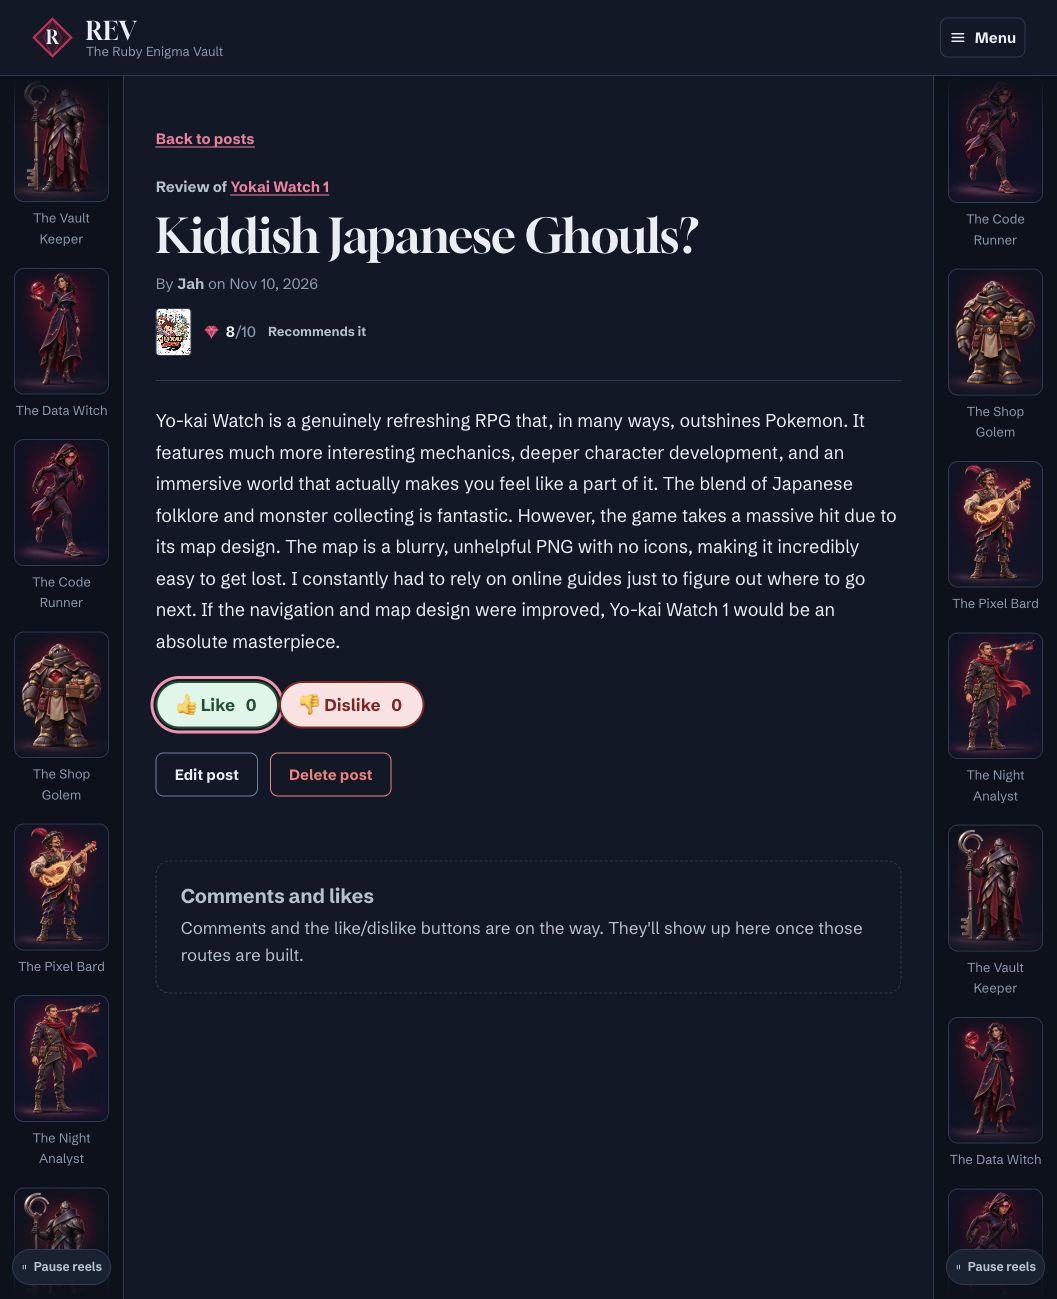 R REV
The Ruby Enigma Vault
Menu
The Vault
Keeper
The Data Witch
The Code
Runner
The Shop
Golem
The Pixel Bard
The Night
Analyst
Pause reels
Back to posts
Review of Yokai Watch 1
Kiddish Japanese Ghouls?
By Jah on Nov 10, 2026
8/10 Recommends it
Yo-kai Watch is a genuinely refreshing RPG that, in many ways, outshines Pokemon. It
features much more interesting mechanics, deeper character development, and an
immersive world that actually makes you feel like a part of it. The blend of Japanese
folklore and monster collecting is fantastic. However, the game takes a massive hit due to
its map design. The map is a blurry, unhelpful PNG with no icons, making it incredibly
easy to get lost. I constantly had to rely on online guides just to figure out where to go
next. If the navigation and map design were improved, Yo-kai Watch 1 would be an
absolute masterpiece.
👍 Like 0 👎 Dislike 0
Edit post Delete post
Comments and likes
Comments and the like/dislike buttons are on the way. They'll show up here once those
routes are built.
The Code
Runner
The Shop
Golem
The Pixel Bard
The Night
Analyst
The Vault
Keeper
The Data Witch
Pause reels